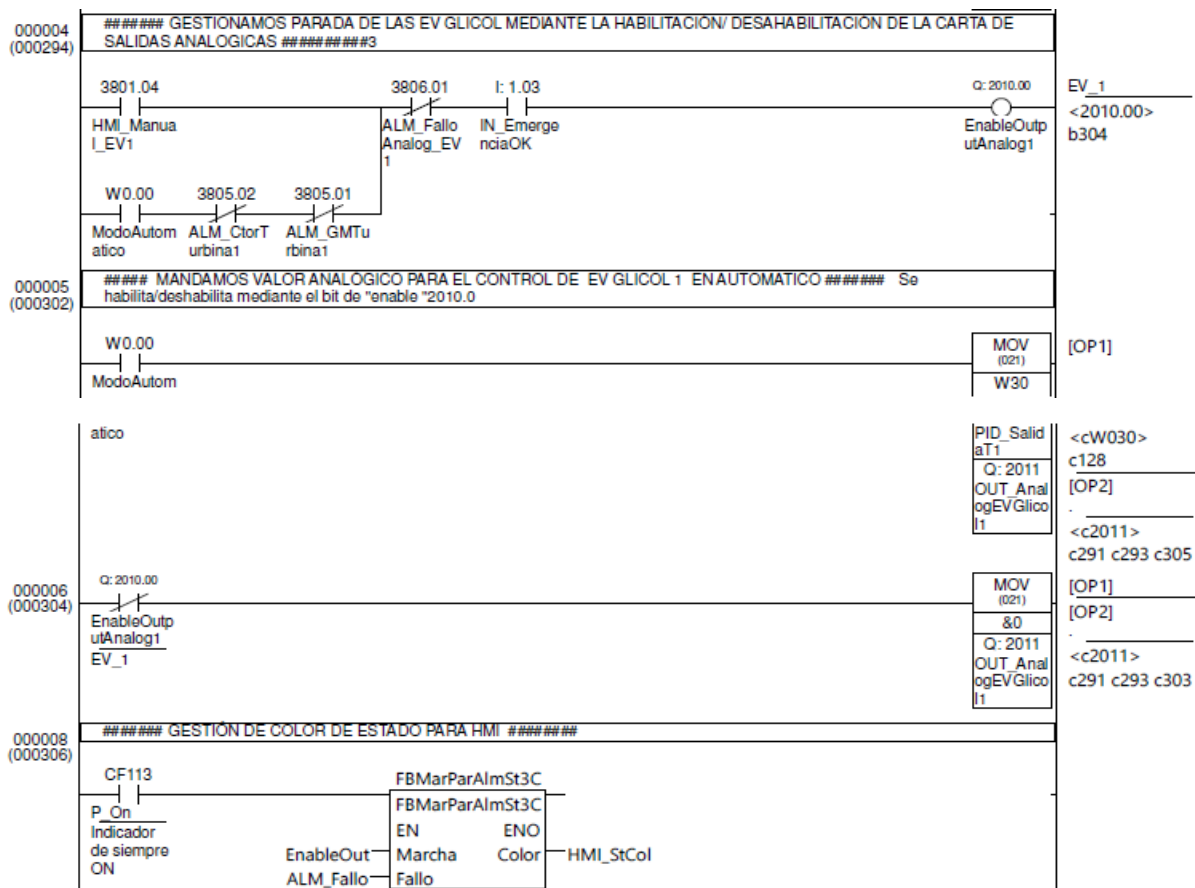 000004
(000294)
####### GESTIONAMOS PARADA DE LAS EV GLICOL MEDIANTE LA HABILITACIÓN/ DESAHABILITACIÓN DE LA CARTA DE
SALIDAS ANALOGICAS ##########3
3801.04
3806.01
I: 1.03
Q: 2010.00
EV_1
HMI_Manua
l_EV1
ALM_Fallo
Analog_EV
1
IN_Emerge
nciaOK
EnableOutp
utAnalog1
<2010.00>
b304
W0.00
3805.02
3805.01
ModoAutom
atico
ALM_CtorT
urbina1
ALM_GMTu
rbina1
000005
(000302)
##### MANDAMOS VALOR ANALOGICO PARA EL CONTROL DE EV GLICOL 1 EN AUTOMATICO ####### Se
habilita/deshabilita mediante el bit de "enable "2010.0
W0.00
ModoAutom
MOV
(021)
W30
[OP1]
atico
PID_Salid
aT1
Q: 2011
OUT_Anal
ogEVGlico
l1
<cW030>
c128
[OP2]
.
<c2011>
c291 c293 c305
000006
(000304)
Q: 2010.00
EnableOutp
utAnalog1
EV_1
MOV
(021)
&0
Q: 2011
OUT_Anal
ogEVGlico
l1
[OP1]
[OP2]
.
<c2011>
c291 c293 c303
000008
(000306)
####### GESTIÓN DE COLOR DE ESTADO PARA HMI ########
CF113
P_On
Indicador
de siempre
ON
FBMarParAlmSt3C
FBMarParAlmSt3C
EN ENO
EnableOut Marcha Color HMI_StCol
ALM_Fallo Fallo